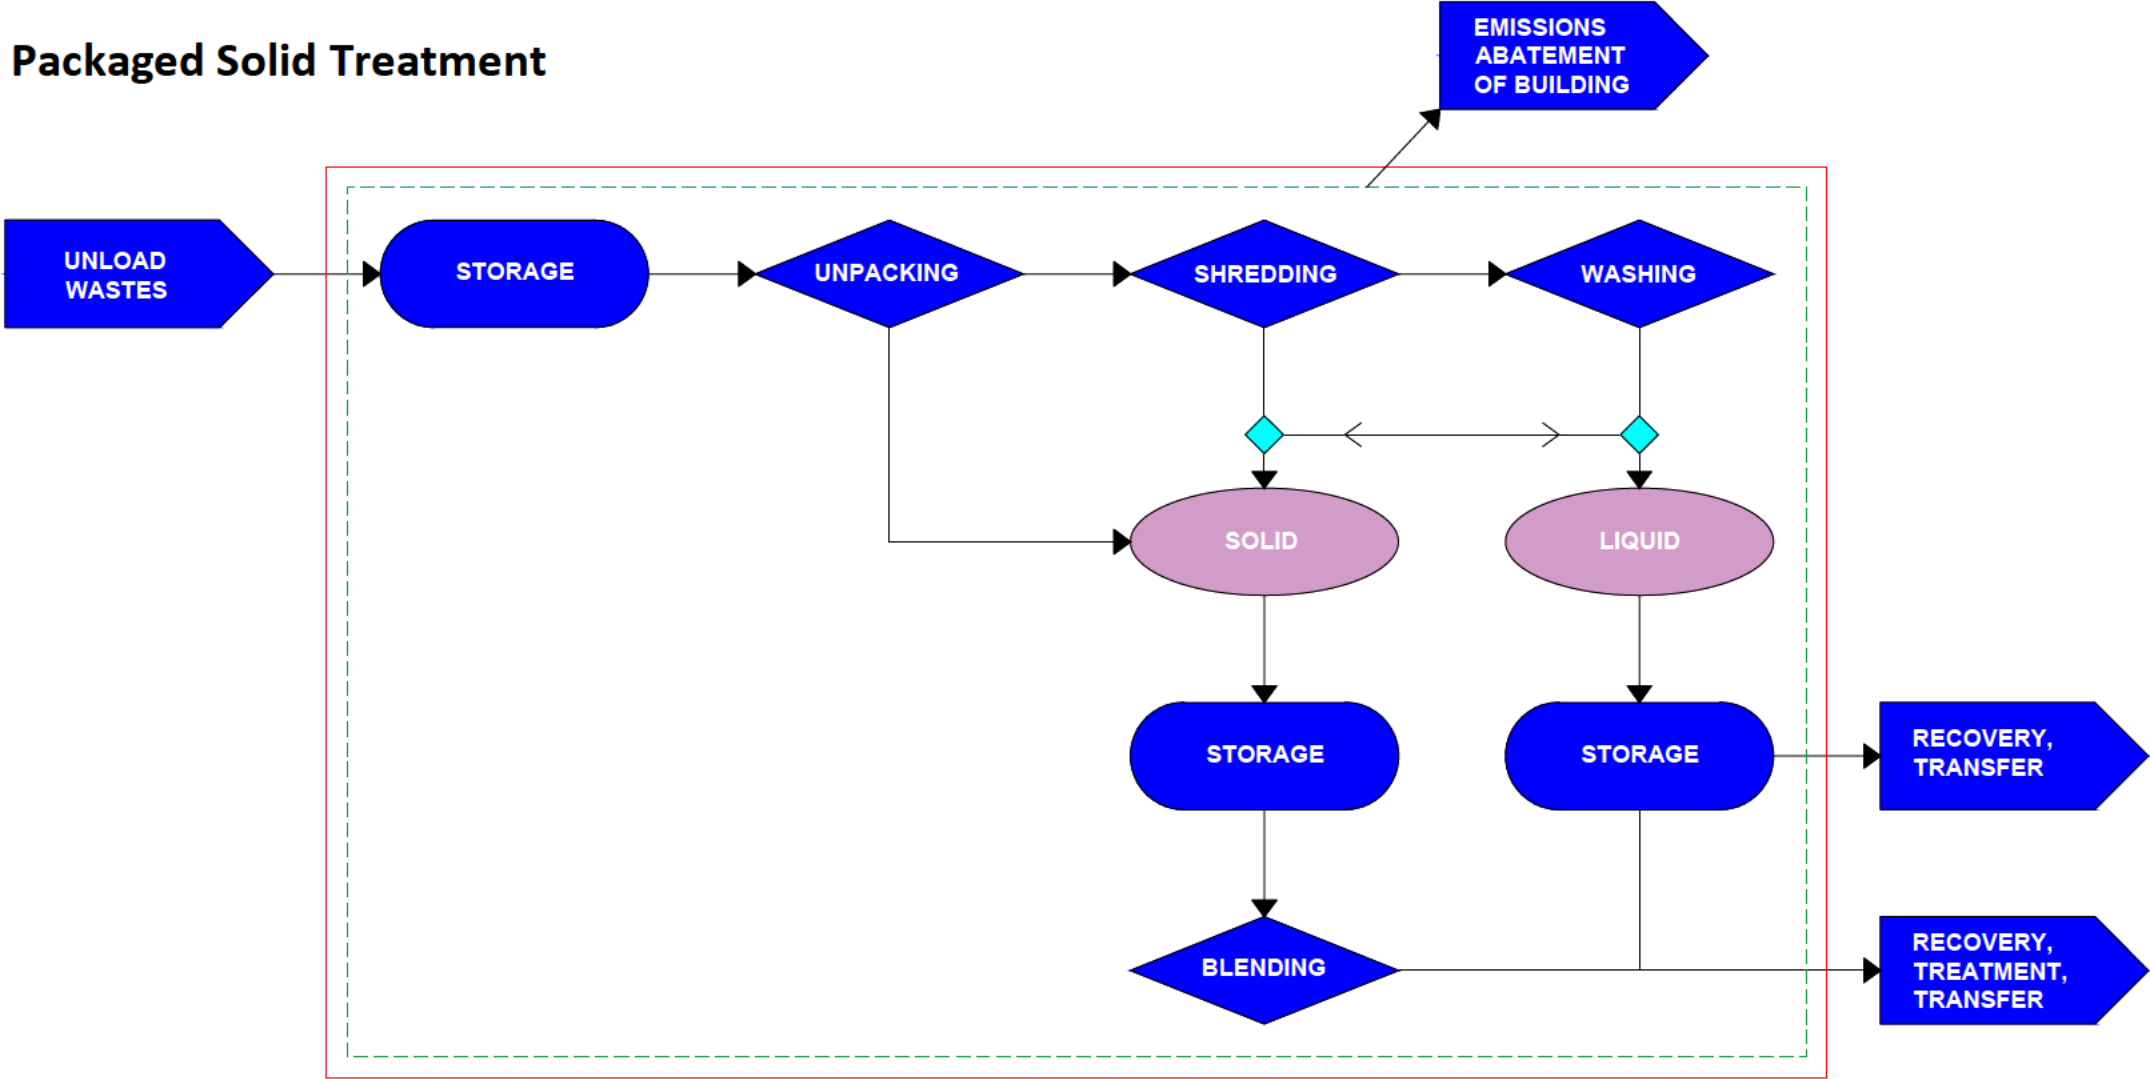 Packaged Solid Treatment
EMISSIONS
ABATEMENT
OF BUILDING
UNLOAD
WASTES
STORAGE
UNPACKING
SHREDDING
WASHING
SOLID
LIQUID
STORAGE
STORAGE
RECOVERY,
TRANSFER
BLENDING
RECOVERY,
TREATMENT,
TRANSFER